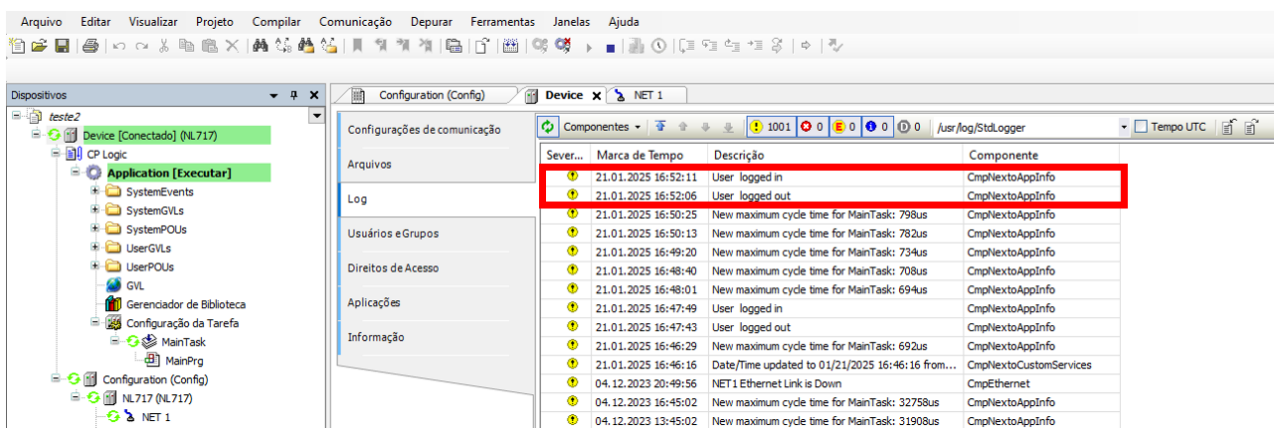 Arquivo Editar Visualizar Projeto Compilar Comunicação Depurar Ferramentas Janelas Ajuda
Dispositivos
teste2
Device [Conectado] (NL717)
CP Logic
Application [Executar]
SystemEvents
SystemGVLs
SystemPOUs
UserGVLs
UserPOUs
GVL
Gerenciador de Biblioteca
Configuração da Tarefa
MainTask
MainPrg
Configuration (Config)
NL717 (NL717)
NET 1
Configuration (Config) Device NET 1
Configurações de comunicação
Arquivos
Log
Usuários e Grupos
Direitos de Acesso
Aplicações
Informação
Componentes 1001 0 0 0 0 /usr/log/StdLogger Tempo UTC
Sever... Marca de Tempo Descrição Componente
21.01.2025 16:52:11 User logged in CmpNextoAppInfo
21.01.2025 16:52:06 User logged out CmpNextoAppInfo
21.01.2025 16:50:25 New maximum cycle time for MainTask: 798us CmpNextoAppInfo
21.01.2025 16:50:13 New maximum cycle time for MainTask: 782us CmpNextoAppInfo
21.01.2025 16:49:20 New maximum cycle time for MainTask: 734us CmpNextoAppInfo
21.01.2025 16:48:40 New maximum cycle time for MainTask: 708us CmpNextoAppInfo
21.01.2025 16:48:01 New maximum cycle time for MainTask: 694us CmpNextoAppInfo
21.01.2025 16:47:49 User logged in CmpNextoAppInfo
21.01.2025 16:47:43 User logged out CmpNextoAppInfo
21.01.2025 16:46:29 New maximum cycle time for MainTask: 692us CmpNextoAppInfo
21.01.2025 16:46:16 Date/Time updated to 01/21/2025 16:46:16 from... CmpNextoCustomServices
04.12.2023 20:49:56 NET1 Ethernet Link is Down CmpEthernet
04.12.2023 16:45:02 New maximum cycle time for MainTask: 32758us CmpNextoAppInfo
04.12.2023 13:45:02 New maximum cycle time for MainTask: 31908us CmpNextoAppInfo